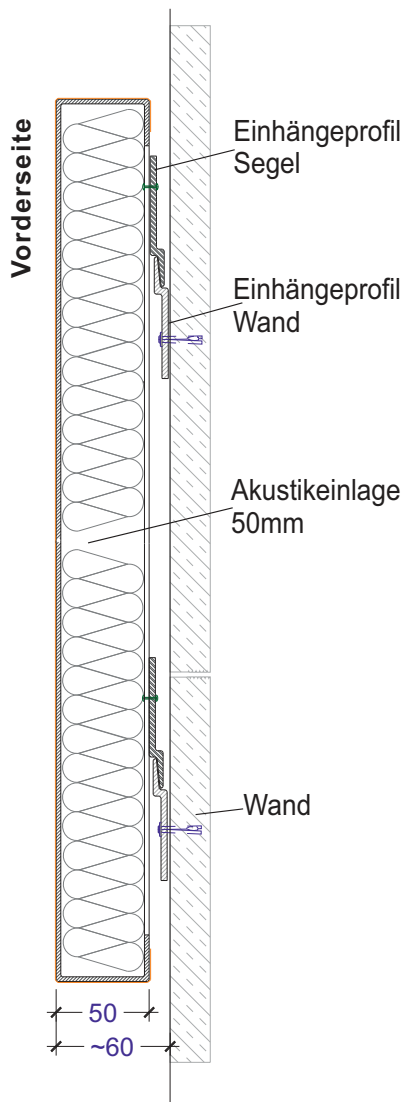 Vorderseite
Einhängeprofil
Segel
Einhängeprofil
Wand
Akustikeinlage
50mm
Wand
50
~60